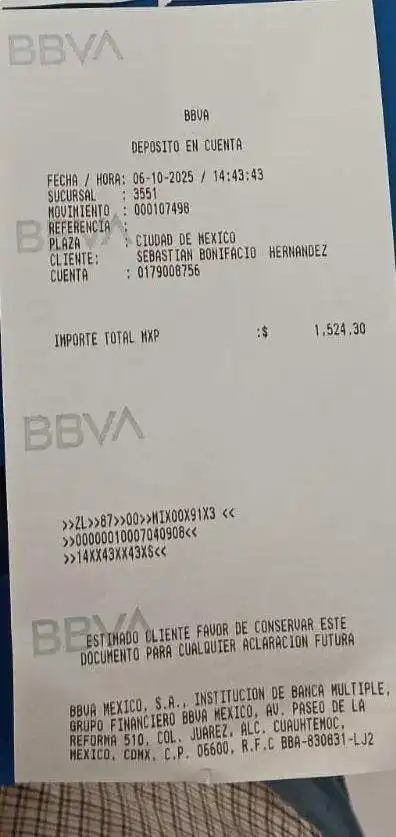 BBVA
BBVA
DEPOSITO EN CUENTA
FECHA / HORA: 06-10-2025 / 14:43:43
SUCURSAL : 3551
MOVIMIENTO : 000107498
REFERENCIA :
BBVA
PLAZA : CIUDAD DE MEXICO
CLIENTE: SEBASTIAN BONIFACIO HERNANDEZ
CUENTA : 0179008756
IMPORTE TOTAL MXP :$ 1,524.30
BBVA
>>ZL>>87>>00>>MIX00X91X3 <<
>>00000010007040908<<
>>14XX43XX43XS<<
BBVA
ESTIMADO CLIENTE FAVOR DE CONSERVAR ESTE
DOCUMENTO PARA CUALQUIER ACLARACION FUTURA
BBVA MEXICO, S.A., INSTITUCION DE BANCA MULTIPLE,
GRUPO FINANCIERO BBVA MEXICO, AV. PASEO DE LA
REFORMA 510, COL. JUAREZ, ALC. CUAUHTEMOC,
MEXICO, CDMX, C.P. 06600, R.F.C BBA-830831-LJ2